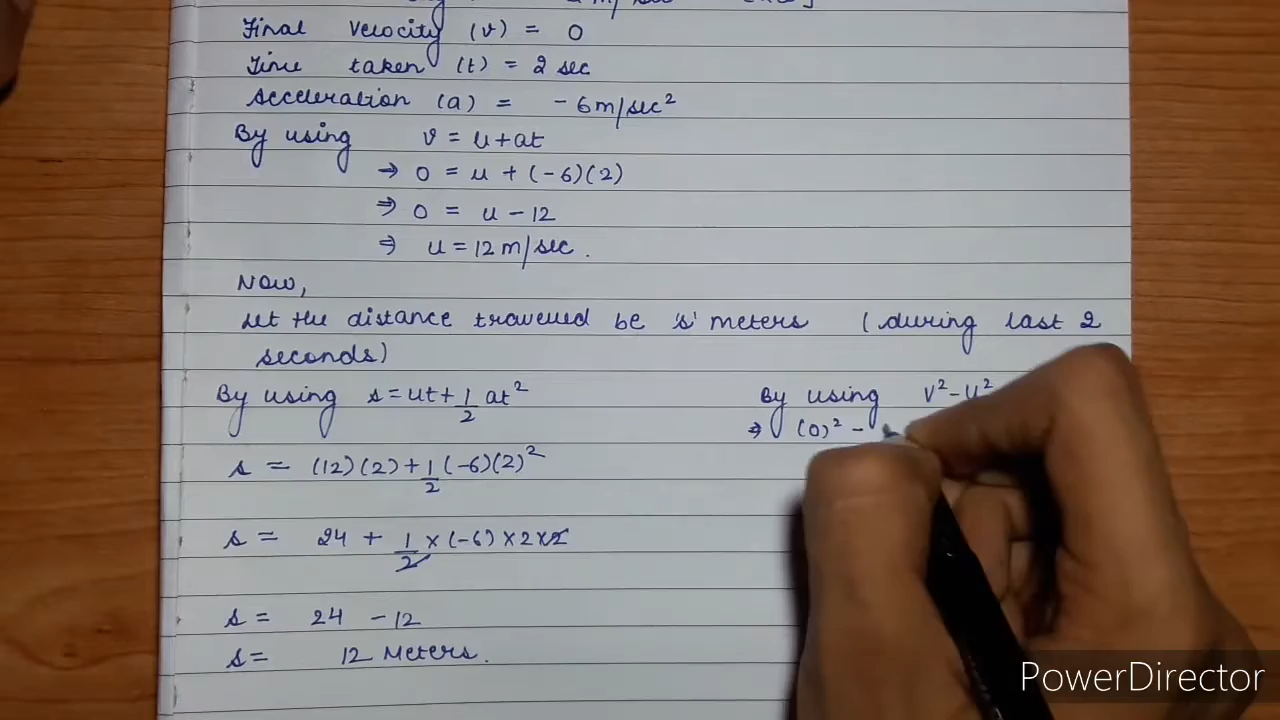 m/sec
Final velocity (v) = 0
Time taken (t) = 2 sec
Acceleration (a) = -6m/sec²
By using v = u+at
→ 0 = u + (-6)(2)
⇒ 0 = u - 12
⇒ u = 12 m/sec.
Now,
Let the distance travelled be 's' meters (during last 2
seconds)
By using s = ut + 1/2 at²
s = (12)(2) + 1/2 (-6)(2)²
s = 24 + 1/2 × (-6) × 2 × 2
s = 24 - 12
s = 12 Meters.
By using v² - u²
⇒ (0)² -
PowerDirector